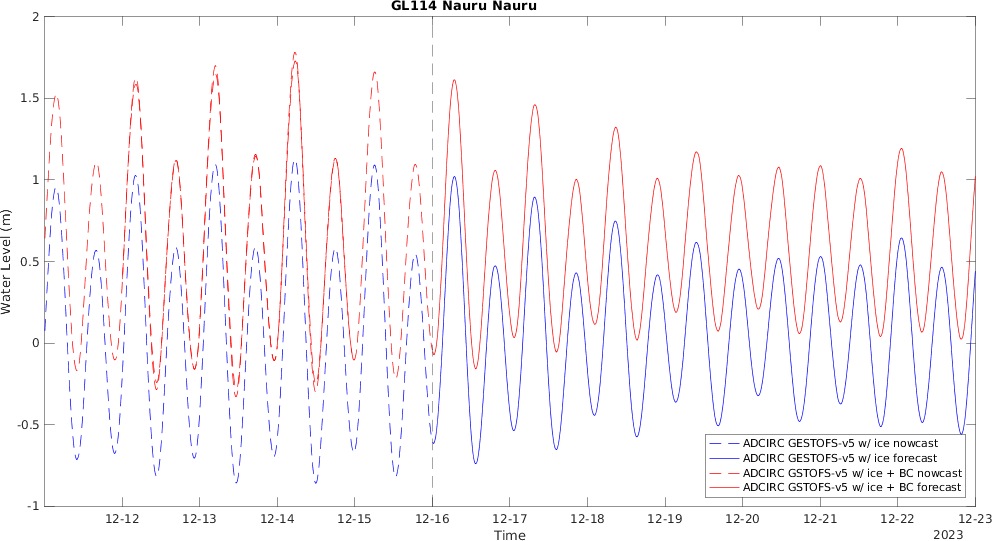 GL114 Nauru Nauru
Water Level (m)
2
1.5
1
0.5
0
-0.5
-1
ADCIRC GESTOFS-v5 w/ ice nowcast
ADCIRC GESTOFS-v5 w/ ice forecast
ADCIRC GSTOFS-v5 w/ ice + BC nowcast
ADCIRC GSTOFS-v5 w/ ice + BC forecast
12-12 12-13 12-14 12-15 12-16 12-17 12-18 12-19 12-20 12-21 12-22 12-23
Time
2023